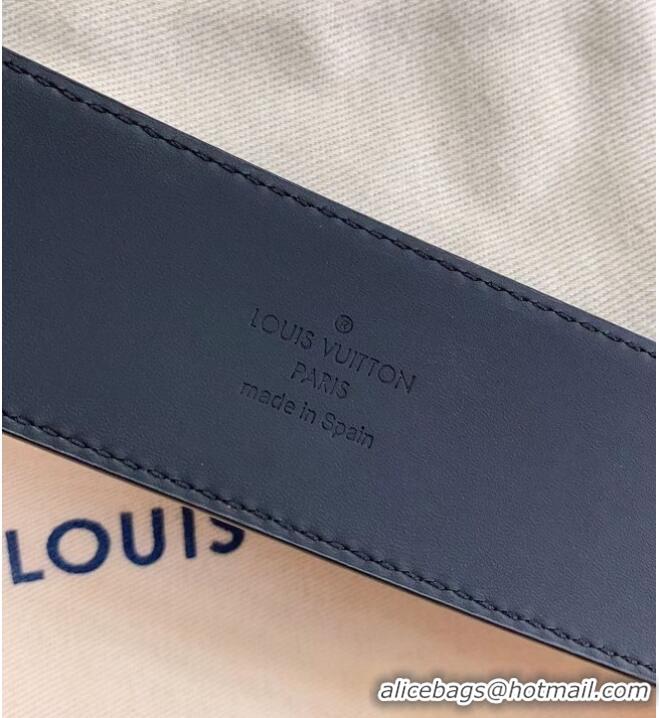 ®
LOUIS VUITTON
PARIS
made in Spain
LOUIS
alicebags@hotmail.com